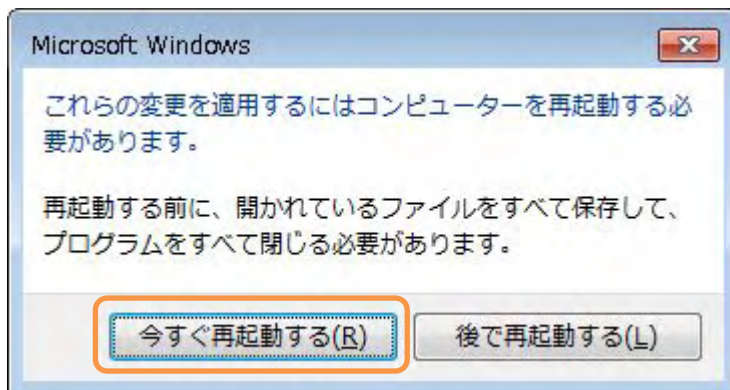 Microsoft Windows
これらの変更を適用するにはコンピューターを再起動する必
要があります。
再起動する前に、開かれているファイルをすべて保存して、
プログラムをすべて閉じる必要があります。
今すぐ再起動する(R)
後で再起動する(L)